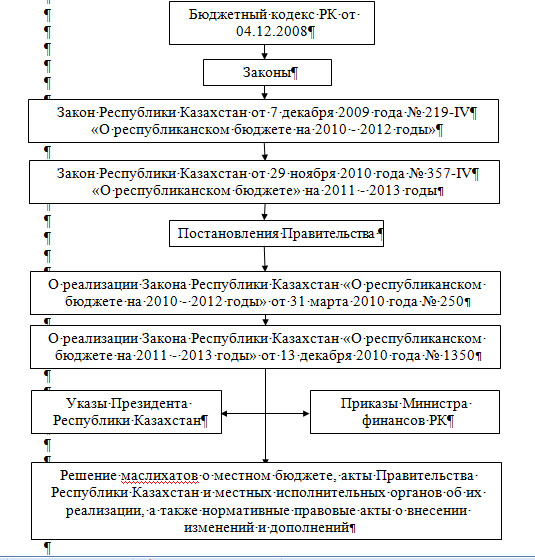 Бюджетный кодекс РК от
04.12.2008¶
Законы¶
Закон Республики Казахстан от 7 декабря 2009 года № 219-IV¶
«О республиканском бюджете на 2010 - 2012 годы»¶
Закон Республики Казахстан от 29 ноября 2010 года № 357-IV¶
«О республиканском бюджете» на 2011 – 2013 годы¶
Постановления Правительства ¶
О реализации Закона Республики Казахстан «О республиканском
бюджете на 2010 - 2012 годы» от 31 марта 2010 года № 250¶
О реализации Закона Республики Казахстан «О республиканском
бюджете на 2011 - 2013 годы» от 13 декабря 2010 года № 1350¶
Указы Президента
Республики Казахстан¶
Приказы Министра
финансов РК¶
Решение маслихатов о местном бюджете, акты Правительства
Республики Казахстан и местных исполнительных органов об их
реализации, а также нормативные правовые акты о внесении
изменений и дополнений¶